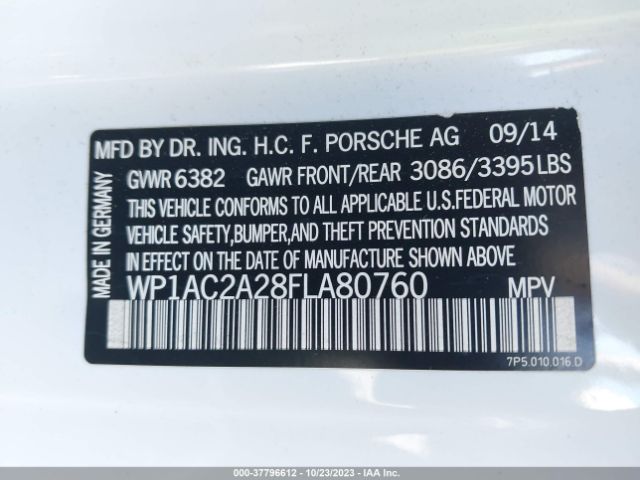 MFD BY DR. ING. H.C. F. PORSCHE AG 09/14
GVWR 6382 GAWR FRONT/REAR 3086/3395 LBS
THIS VEHICLE CONFORMS TO ALL APPLICABLE U.S.FEDERAL MOTOR
VEHICLE SAFETY,BUMPER,AND THEFT PREVENTION STANDARDS
IN EFFECT ON THE DATE OF MANUFACTURE SHOWN ABOVE
WP1AC2A28FLA80760 MPV
MADE IN GERMANY
7P5.010.016.D
000-37796612 - 10/23/2023 - IAAI.com